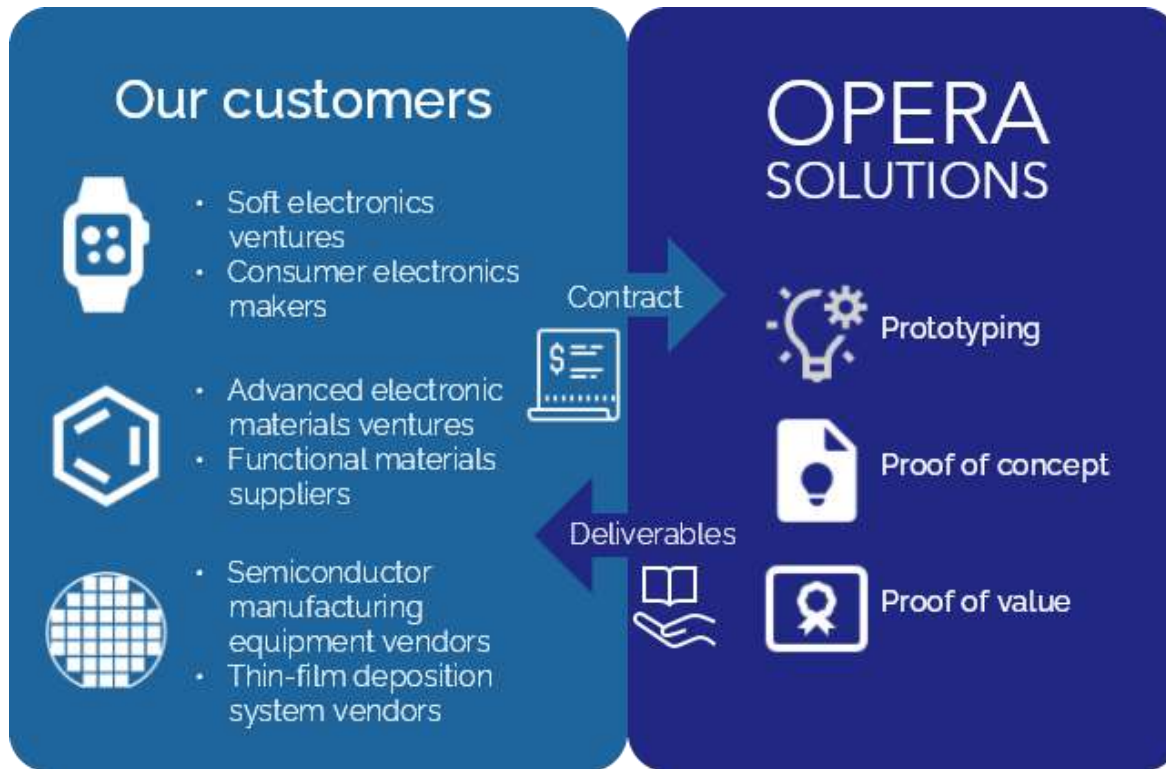 Our customers
• Soft electronics
ventures
• Consumer electronics
makers
• Advanced electronic
materials ventures
• Functional materials
suppliers
• Semiconductor
manufacturing
equipment vendors
• Thin-film deposition
system vendors
Contract
$
Deliverables
OPERA
SOLUTIONS
Prototyping
Proof of concept
Proof of value